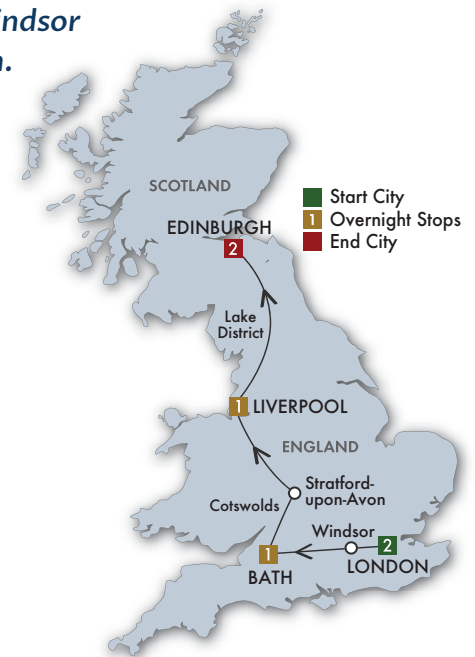 indsor
n.
SCOTLAND
Start City
1 Overnight Stops
End City
EDINBURGH
2
Lake
District
1 LIVERPOOL
ENGLAND
Stratford-
upon-Avon
Cotswolds
Windsor
2
1
LONDON
BATH